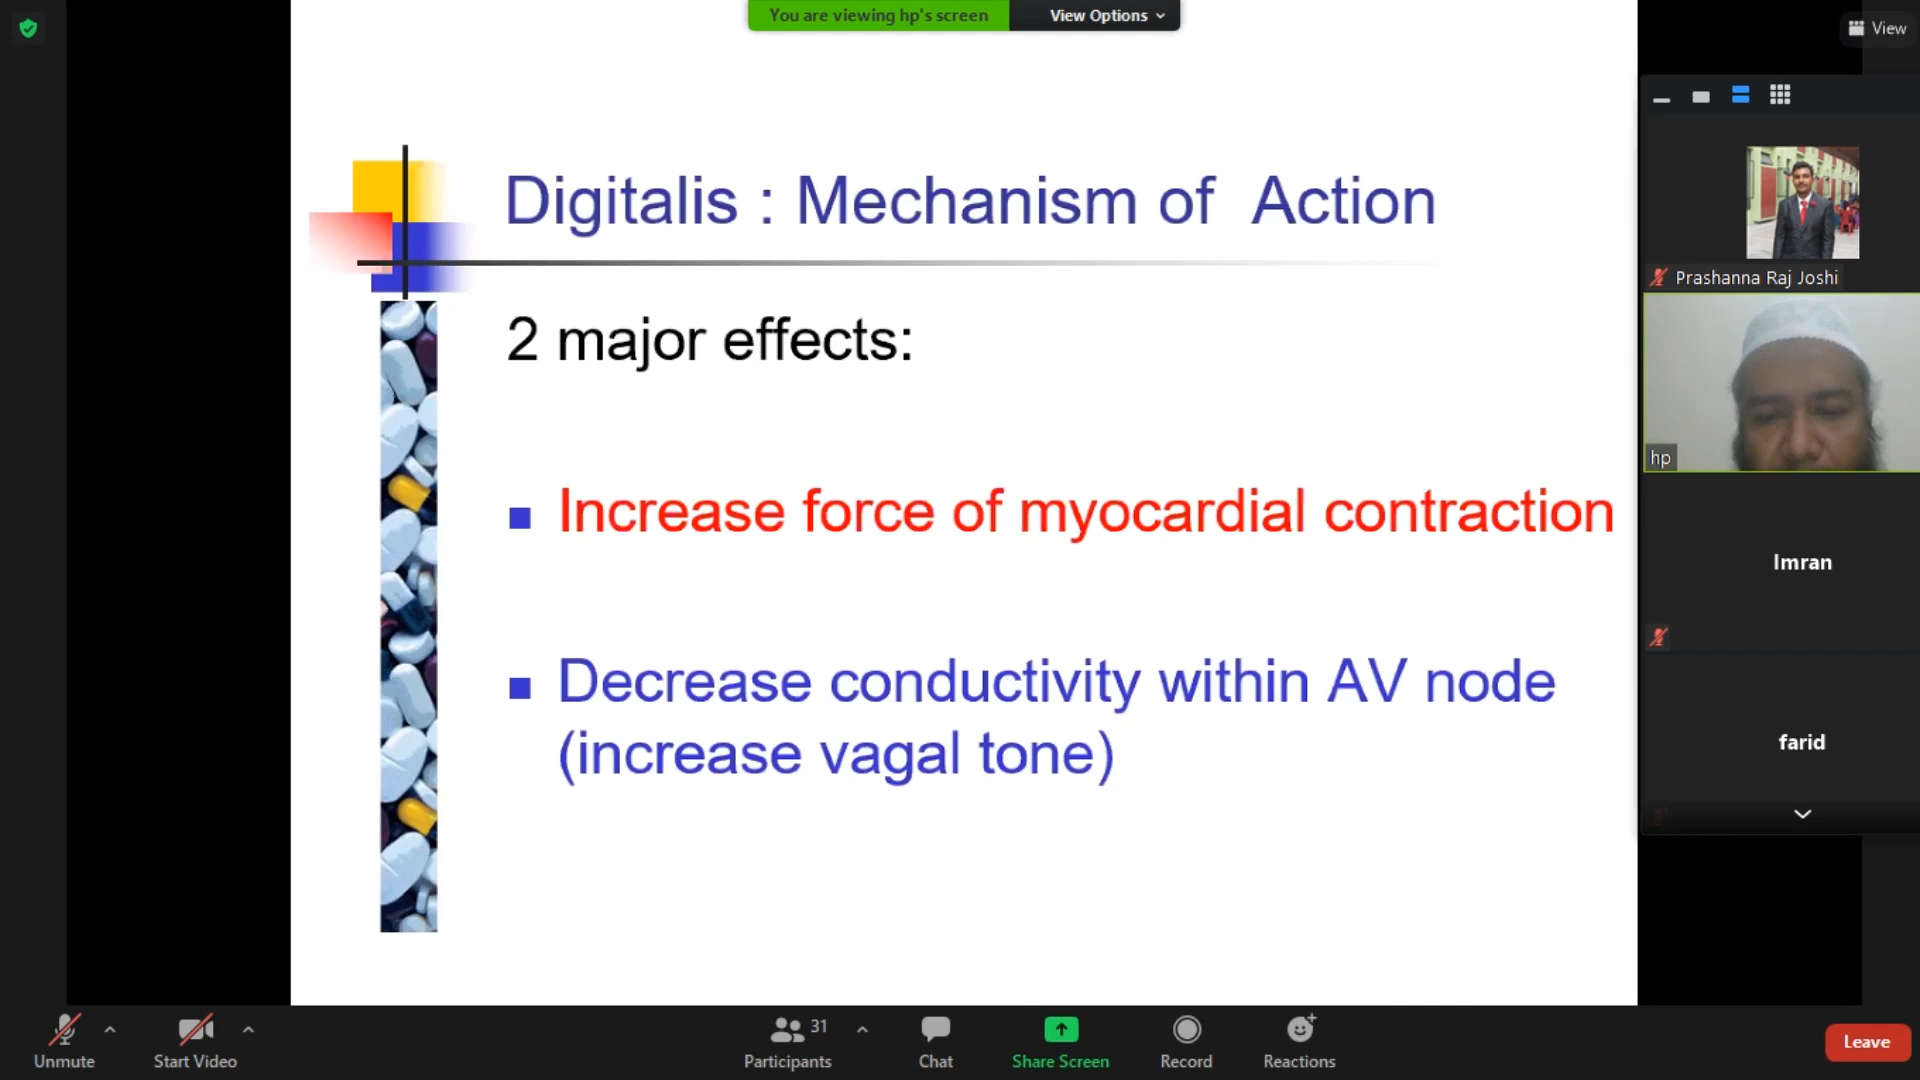 You are viewing hp's screen
View Options
View
Digitalis : Mechanism of Action
2 major effects:
Increase force of myocardial contraction
Decrease conductivity within AV node
(increase vagal tone)
Prashanna Raj Joshi
hp
Imran
farid
Unmute
Start Video
31
Participants
Chat
Share Screen
Record
Reactions
Leave